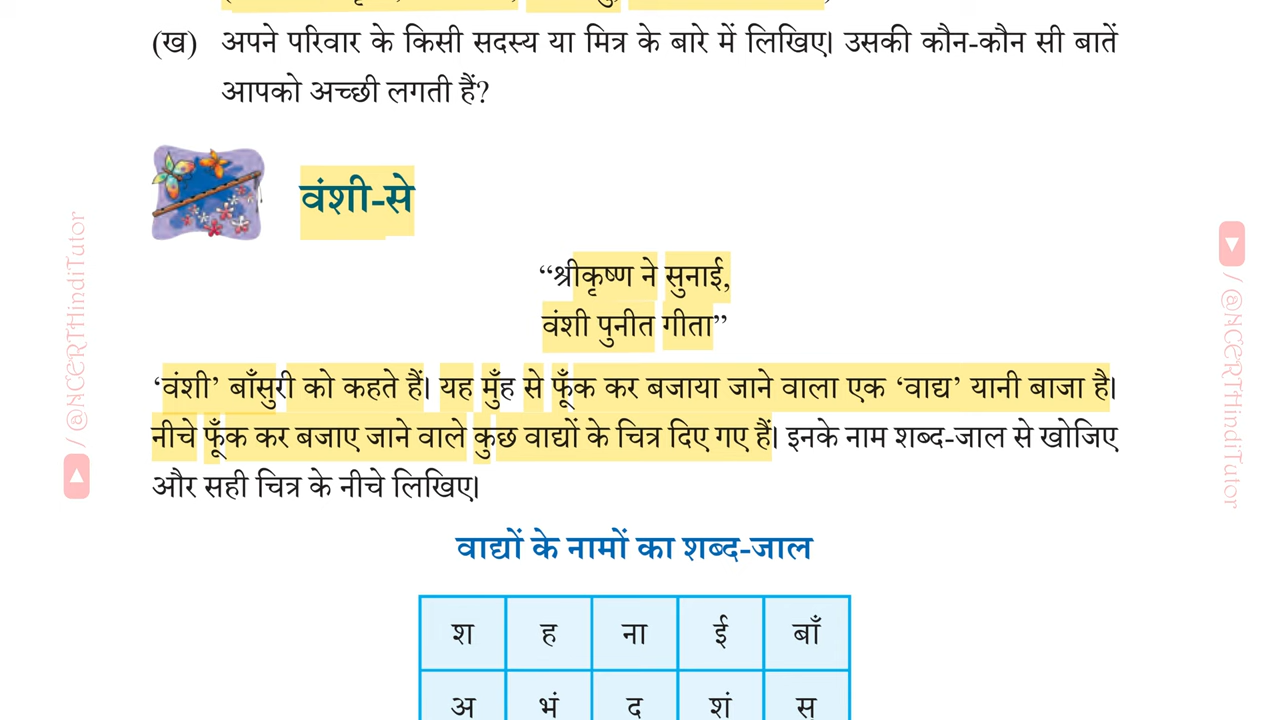 (ख) अपने परिवार के किसी सदस्य या मित्र के बारे में लिखिए। उसकी कौन-कौन सी बातें
आपको अच्छी लगती हैं?
वंशी-से
“श्रीकृष्ण ने सुनाई,
वंशी पुनीत गीता”
‘वंशी’ बाँसुरी को कहते हैं। यह मुँह से फूँक कर बजाया जाने वाला एक ‘वाद्य’ यानी बाजा है।
नीचे फूँक कर बजाए जाने वाले कुछ वाद्यों के चित्र दिए गए हैं। इनके नाम शब्द-जाल से खोजिए
और सही चित्र के नीचे लिखिए।
वाद्यों के नामों का शब्द-जाल
श ह ना ई बाँ
अ भं द शं स
/ @NCERTHindiTutor
/ @NCERTHindiTutor